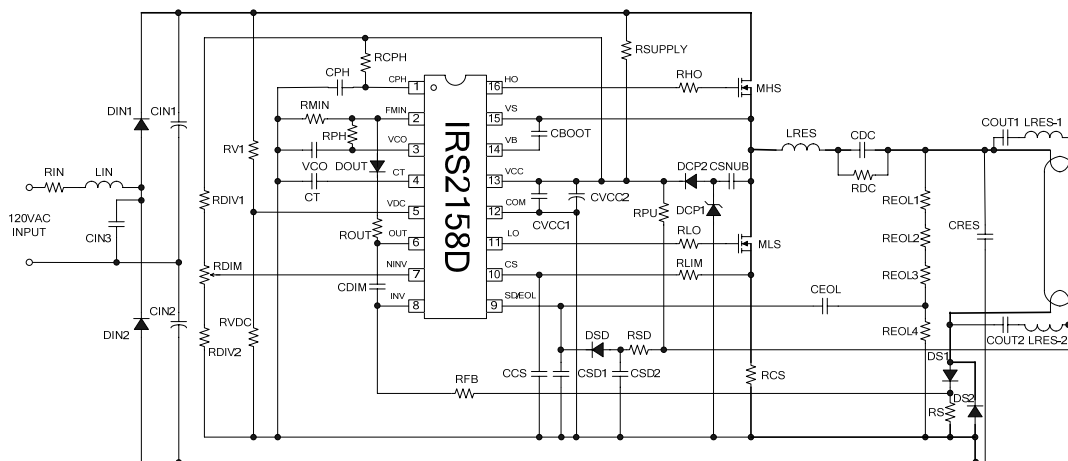 RCPH
RSUPPLY
CPH
CPH
1
16
HO
RHO
MHS
DIN1
CIN1
RMIN
FMIN
2
15
VS
CBOOT
COUT1
LRES-1
RPH
VCO
3
14
VB
LRES
CDC
RV1
VCO
DOUT
DCP2
CSNUB
RIN
LIN
CT
CT
4
13
VCC
RDC
120VAC
INPUT
CIN3
RDIV1
VDC
5
12
COM
CVCC1
CVCC2
RPU
DCP1
REOL1
ROUT
OUT
6
11
LO
RLO
MLS
REOL2
CRES
RDIM
NINV
7
10
CS
RLIM
REOL3
CDIM
INV
8
9
SD/EOL
CEOL
IRS2158D
DIN2
CIN2
RVDC
RDIV2
DSD
RSD
REOL4
COUT2
LRES-2
CCS
CSD1
CSD2
RCS
DS1
RFB
DS2
RS